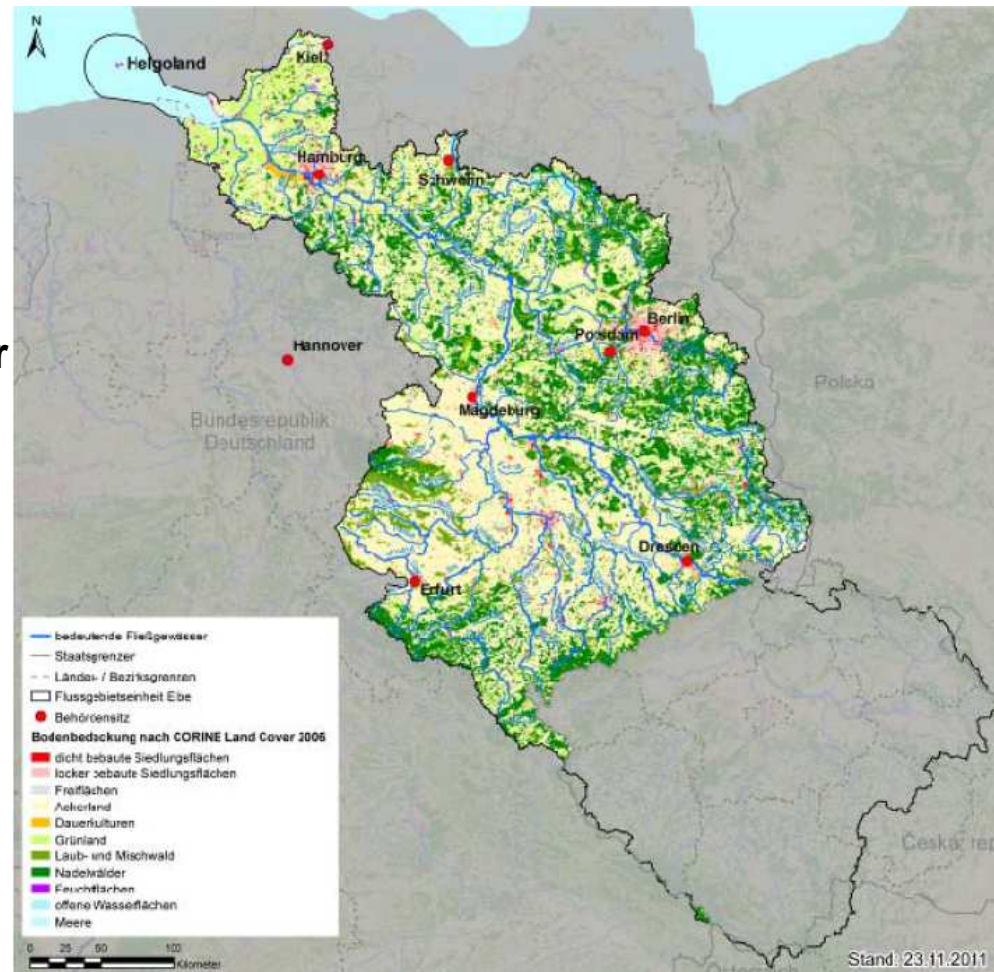 N
Kiel
Helgoland
Hamburg
Schwerin
Berlin
Potsdam
r
Hannover
Polska
Magdeburg
Bundesrepublik
Deutschland
Dresden
Erfurt
bedeutende Fließgewässer
Staatsgrenzen
Länder- / Bezirksgrenzen
Flussgebietseinheit Elbe
Behördensitz
Bodenbedeckung nach CORINE Land Cover 2006
dicht bebaute Siedlungsflächen
locker bebaute Siedlungsflächen
Freiflächen
Ackerland
Dauerkulturen
Grünland
Laub- und Mischwald
Nadelwälder
Feuchtflächen
offene Wasserflächen
Meere
Česká rep
0 25 50 100
Kilometer
Stand: 23.11.2011